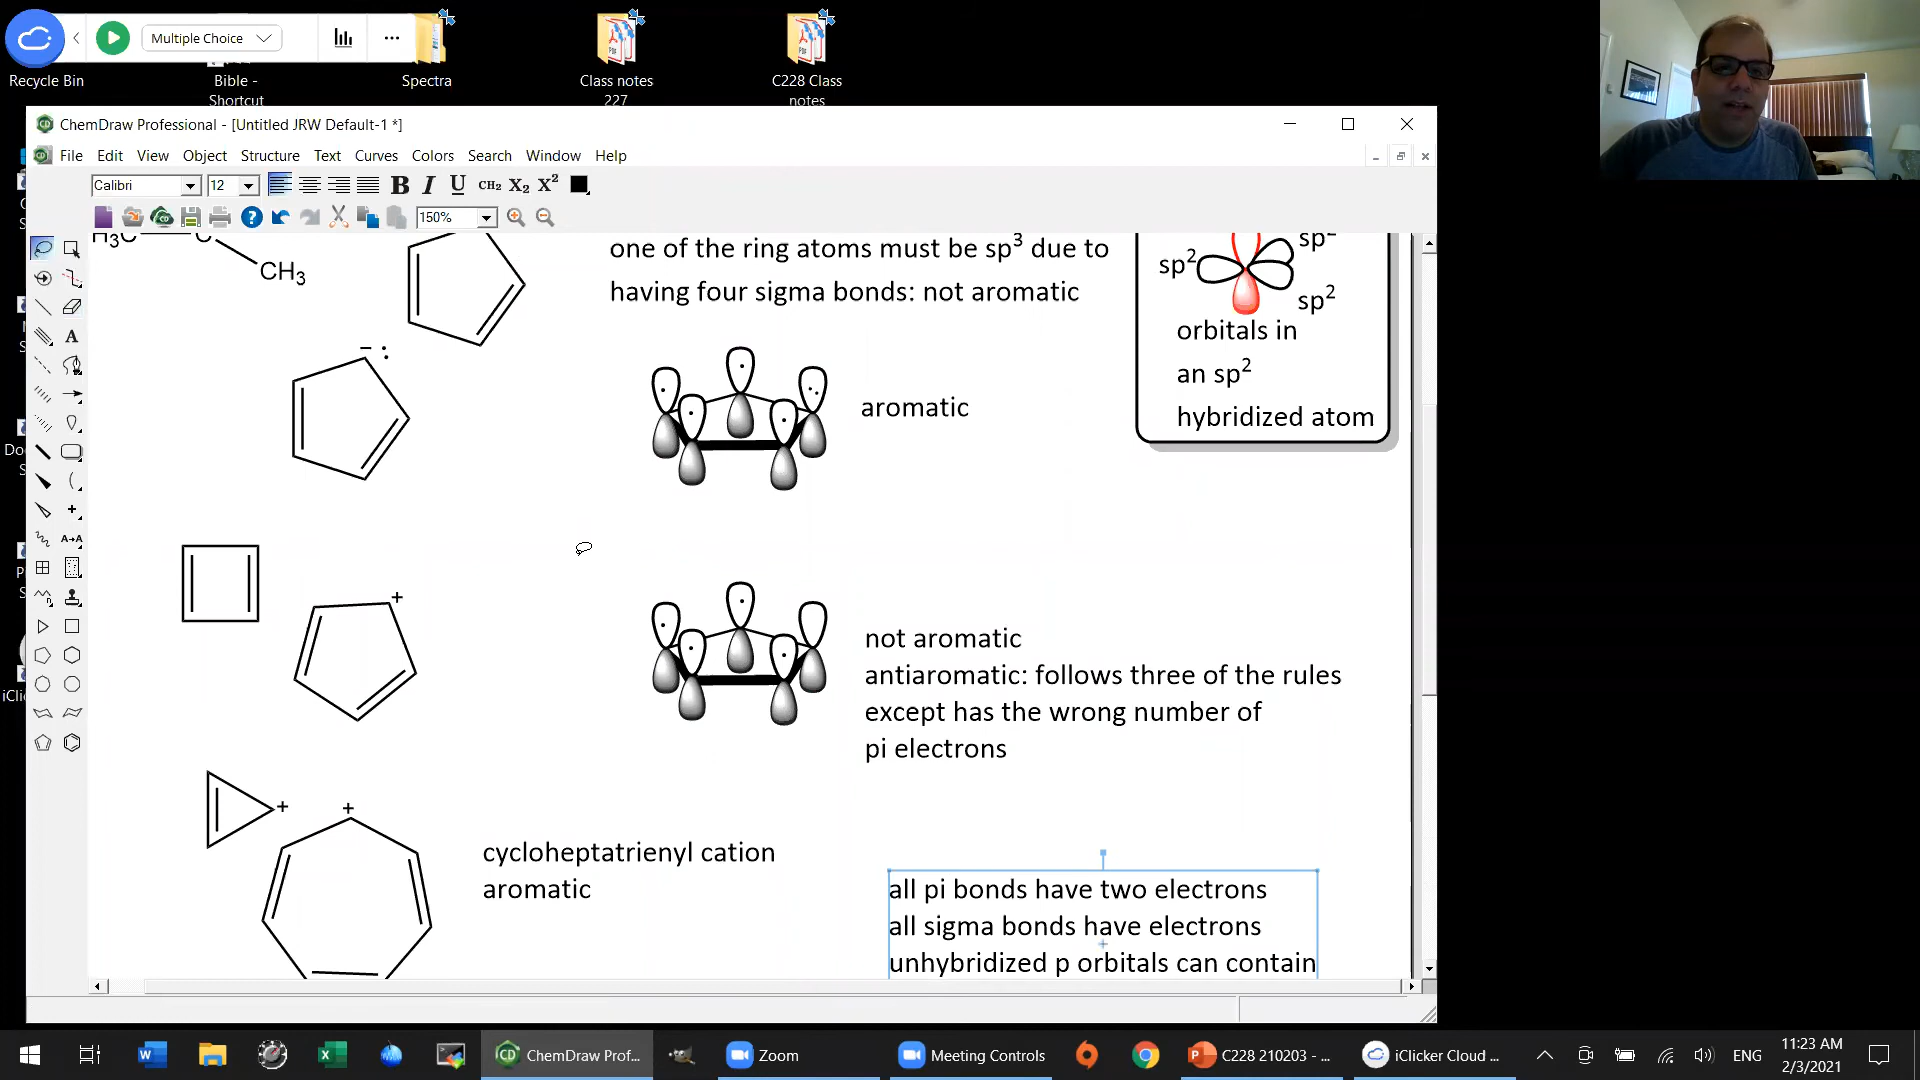 Multiple Choice
Recycle Bin
Bible -
Shortcut
Spectra
Class notes
227
C228 Class
notes
ChemDraw Professional - [Untitled JRW Default-1 *]
File Edit View Object Structure Text Curves Colors Search Window Help
Calibri 12 B I U CH2 X2 X2
150%
H3C
CH3
one of the ring atoms must be sp3 due to
having four sigma bonds: not aromatic
sp2
sp2
sp2
orbitals in
an sp2
hybridized atom
- :
aromatic
+
not aromatic
antiaromatic: follows three of the rules
except has the wrong number of
pi electrons
+
+
cycloheptatrienyl cation
aromatic
all pi bonds have two electrons
all sigma bonds have electrons
unhybridized p orbitals can contain
ChemDraw Prof...
Zoom
Meeting Controls
C228 210203 - ...
iClicker Cloud ...
ENG
11:23 AM
2/3/2021